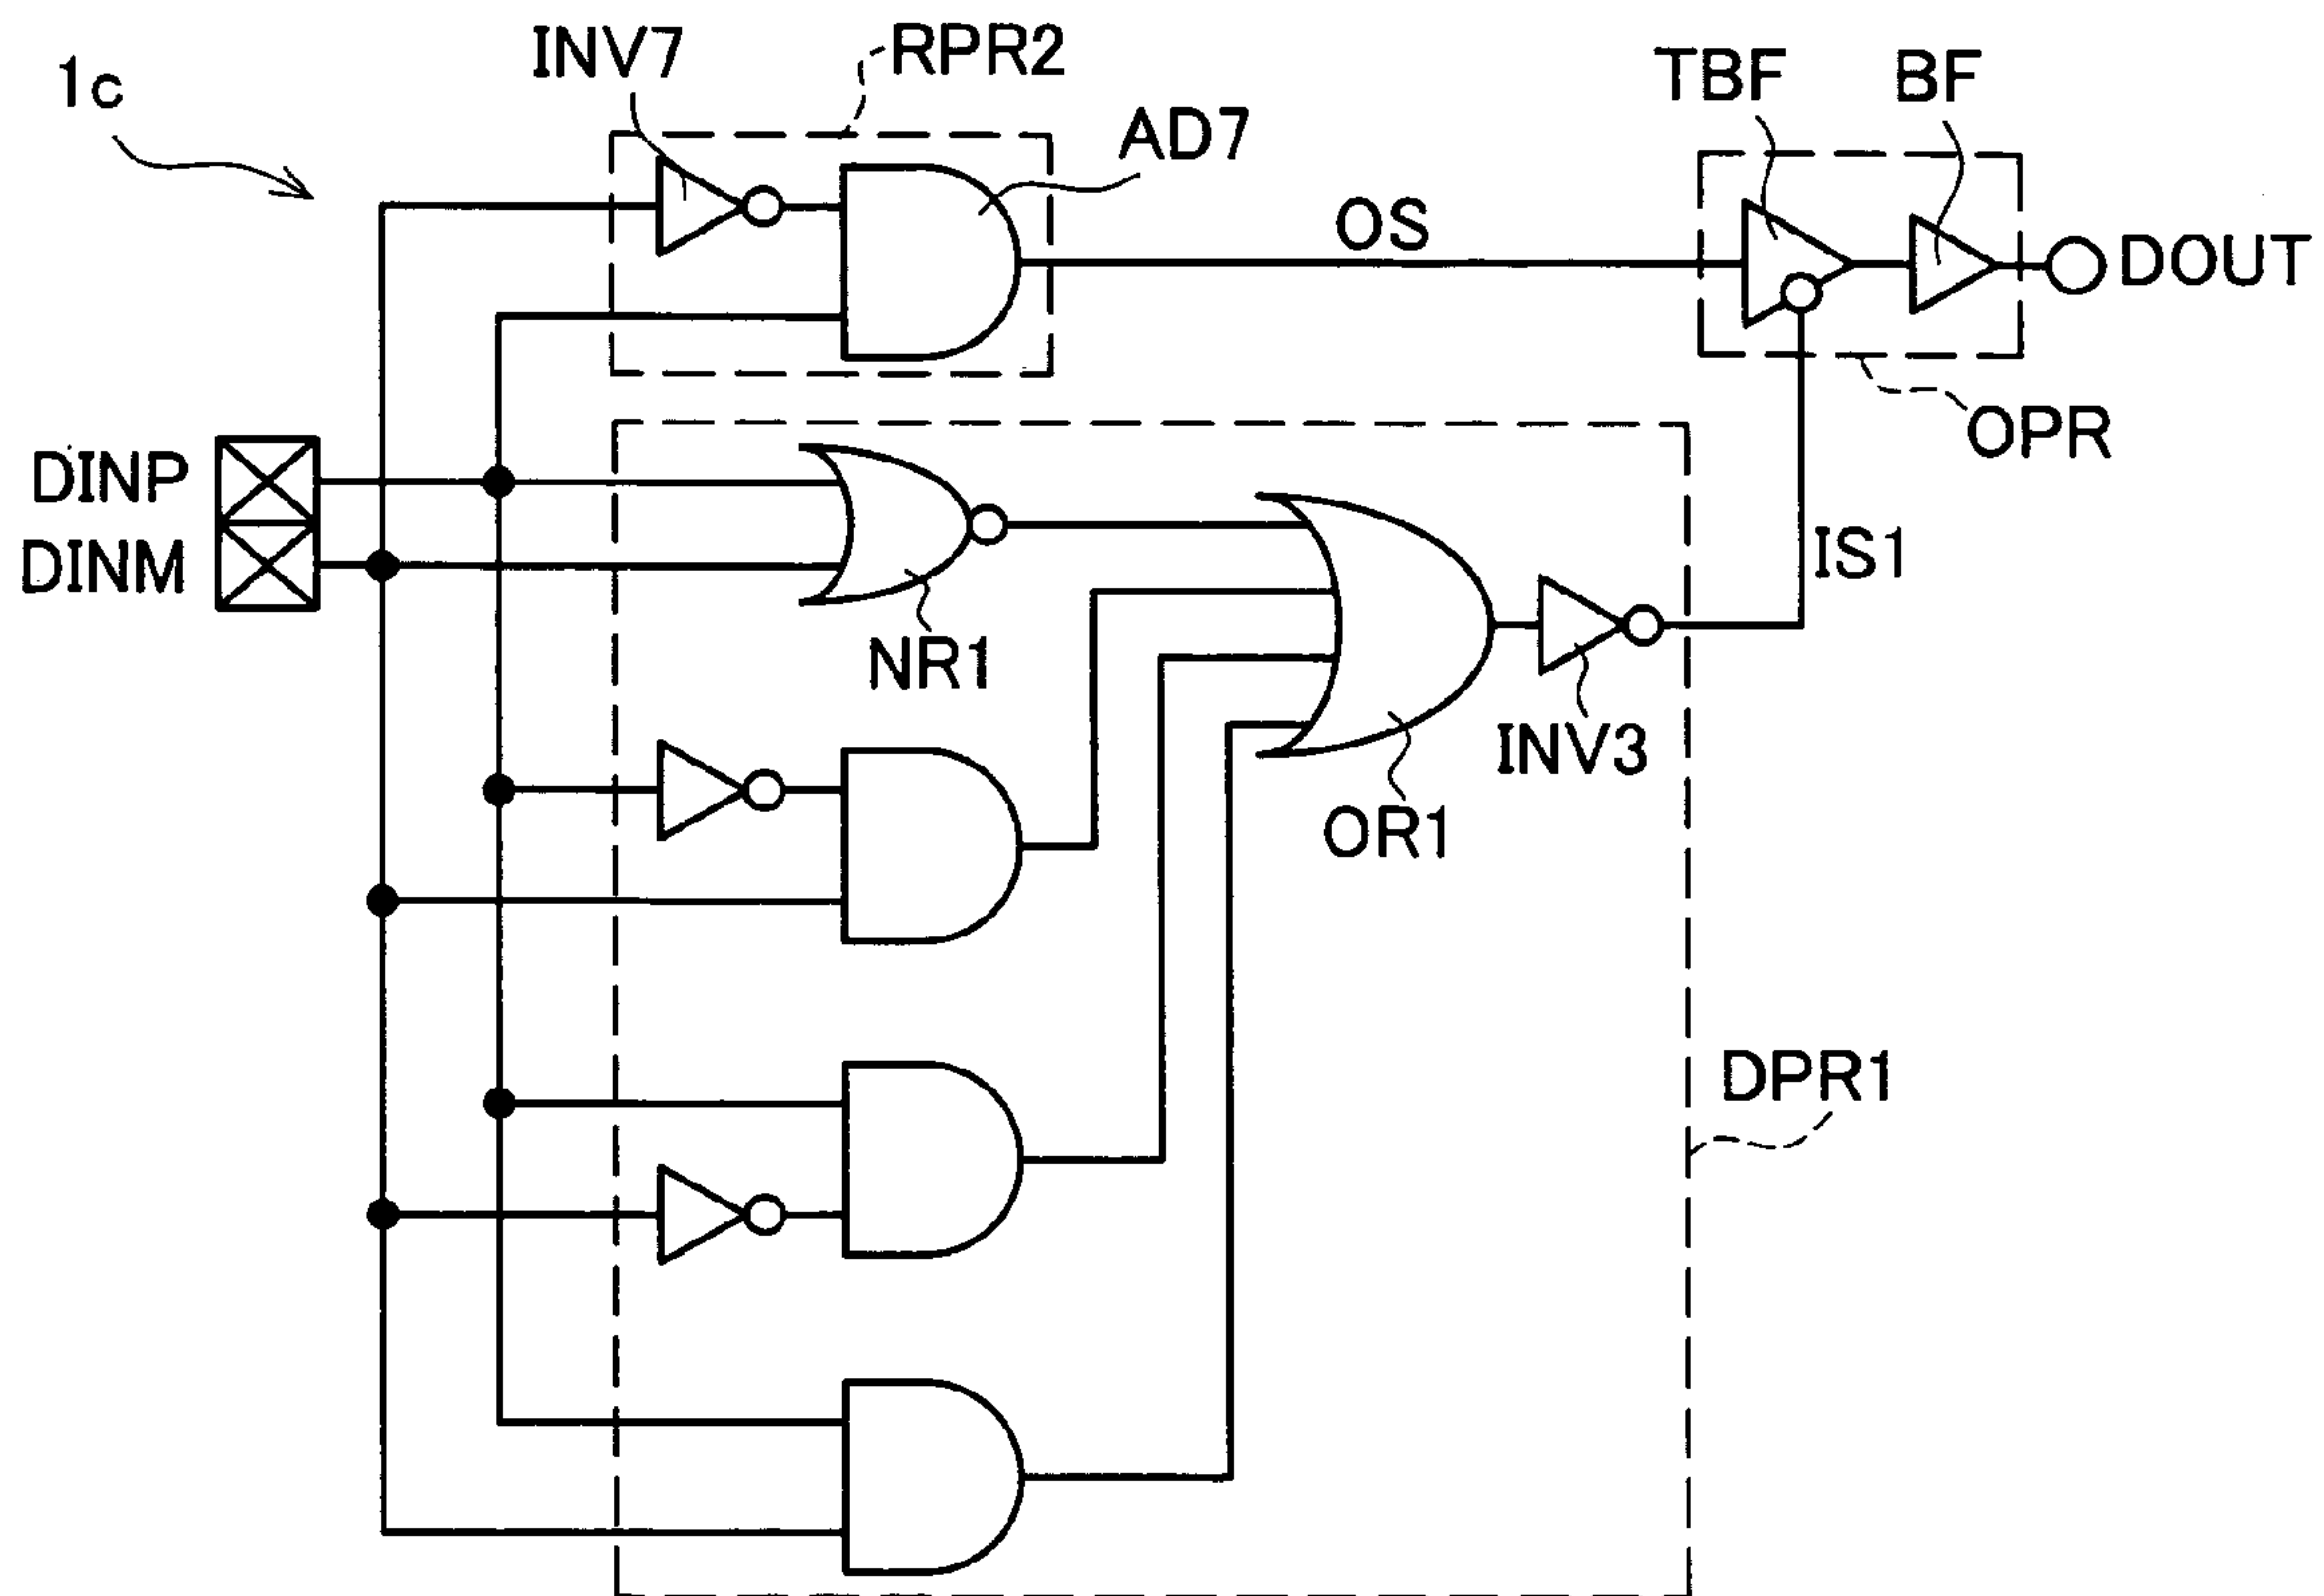 1c
INV7
RPR2
AD7
TBF
BF
OS
DOUT
OPR
DINP
DINM
NR1
IS1
INV3
OR1
DPR1